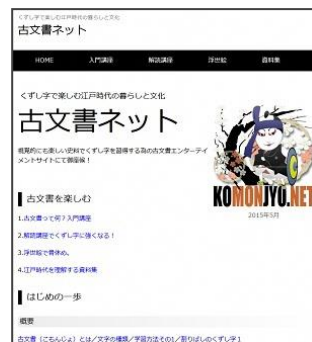 くずし字で楽しむ江戸時代の暮らしと文化
古文書ネット
HOME
入門講座
解読講座
浮世絵
資料集
くずし字で楽しむ江戸時代の暮らしと文化
古文書ネット
視覚的にも楽しい史料でくずし字を習得する為の古文書エンターテイ
メントサイトにて御座候！
KOMONJYO.NET
2015年5月
古文書を楽しむ
1.古文書って何？入門講座
2.解読講座でくずし字に強くなる！
3.浮世絵で骨休め。
4.江戸時代を理解する資料集
はじめの一歩
概要
古文書（こもんじょ）とは／文字の種類／学習方法その1／割りばしのくずし字1